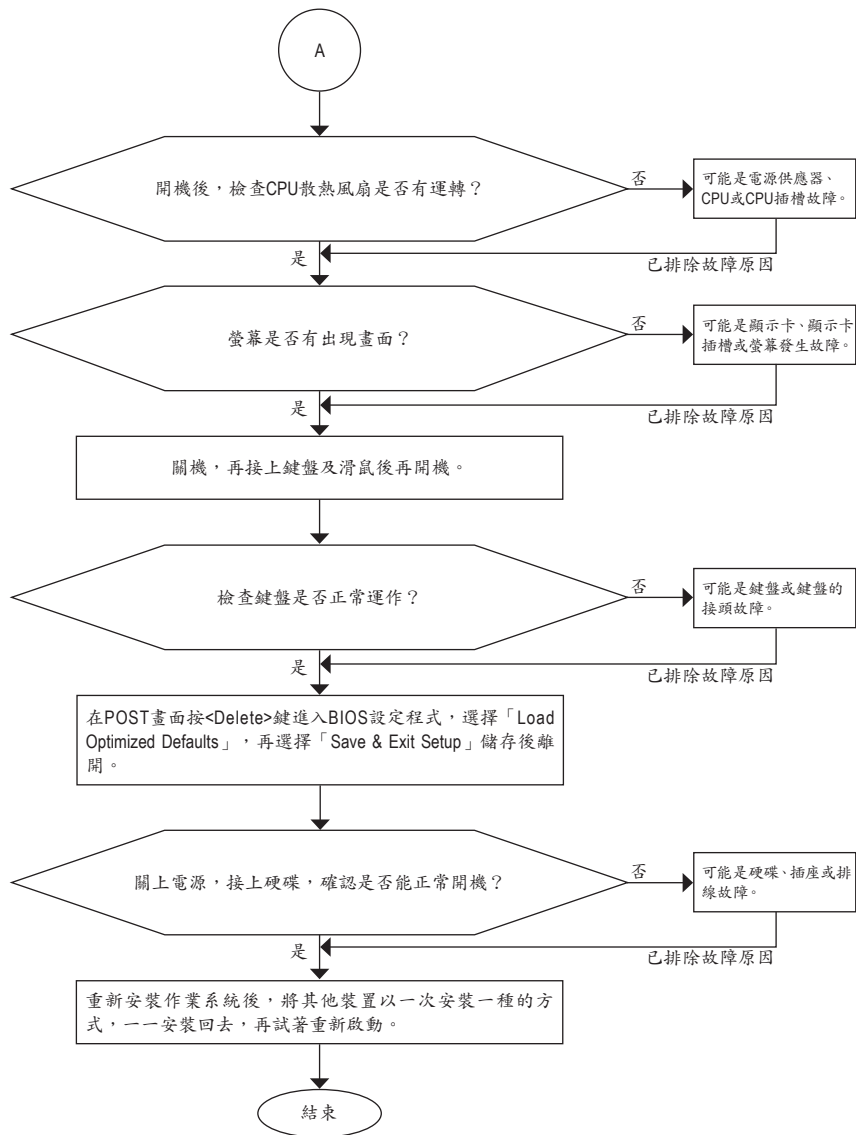 A
開機後，檢查CPU散熱風扇是否有運轉？
否
可能是電源供應器、
CPU或CPU插槽故障。
是
已排除故障原因
螢幕是否有出現畫面？
否
可能是顯示卡、顯示卡
插槽或螢幕發生故障。
是
已排除故障原因
關機，再接上鍵盤及滑鼠後再開機。
檢查鍵盤是否正常運作？
否
可能是鍵盤或鍵盤的
接頭故障。
是
已排除故障原因
在POST畫面按<Delete>鍵進入BIOS設定程式，選擇「Load
Optimized Defaults」，再選擇「Save & Exit Setup」儲存後離
開。
關上電源，接上硬碟，確認是否能正常開機？
否
可能是硬碟、插座或排
線故障。
是
已排除故障原因
重新安裝作業系統後，將其他裝置以一次安裝一種的方
式，一一安裝回去，再試著重新啟動。
結束